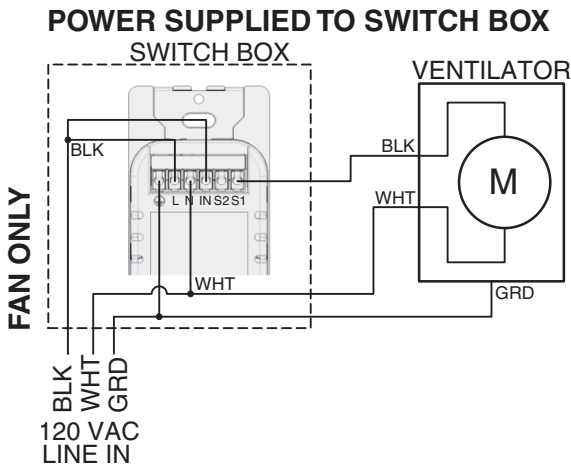 POWER SUPPLIED TO SWITCH BOX
SWITCH BOX
VENTILATOR
BLK
BLK
M
L N IN S2 S1
WHT
WHT
GRD
FAN ONLY
BLK
WHT
GRD
120 VAC
LINE IN